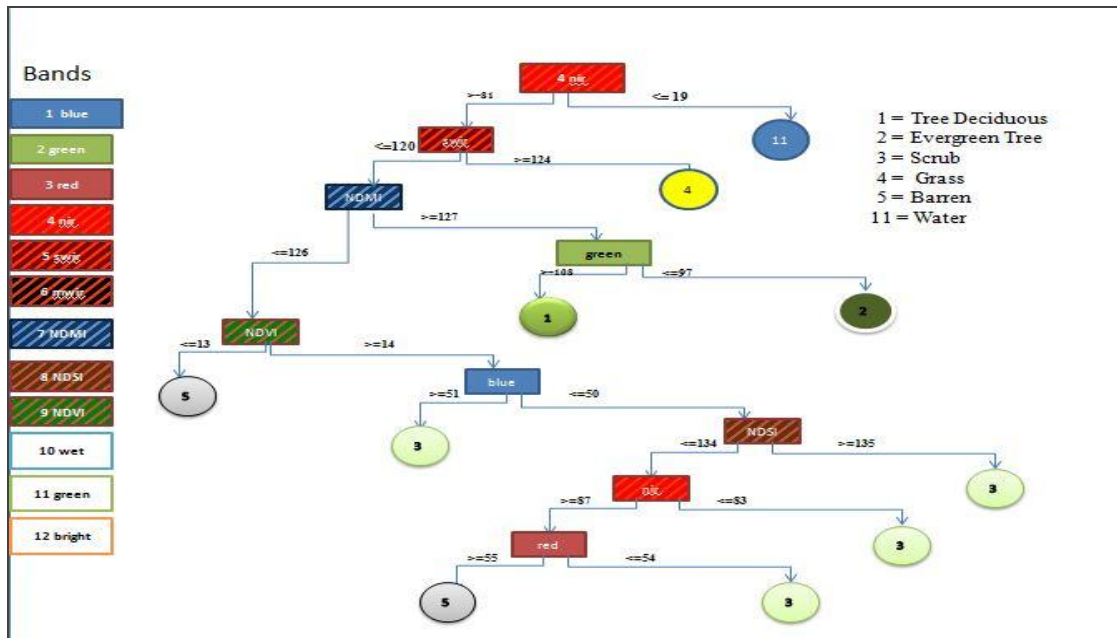 Bands
1 blue
2 green
3 red
4 nir
5 swir
6 mwir
7 NDMI
8 NDSI
9 NDVI
10 wet
11 green
12 bright
4 nir
<= 19
11
swir
<=120
>=124
4
NDMI
>=127
<=126
green
<=97
1
2
NDVI
<=13
>=14
5
blue
>=51
<=50
3
NDSI
<=134
>=135
3
nir
>=87
<=83
3
red
>=55
<=54
5
3
1 = Tree Deciduous
2 = Evergreen Tree
3 = Scrub
4 = Grass
5 = Barren
11 = Water